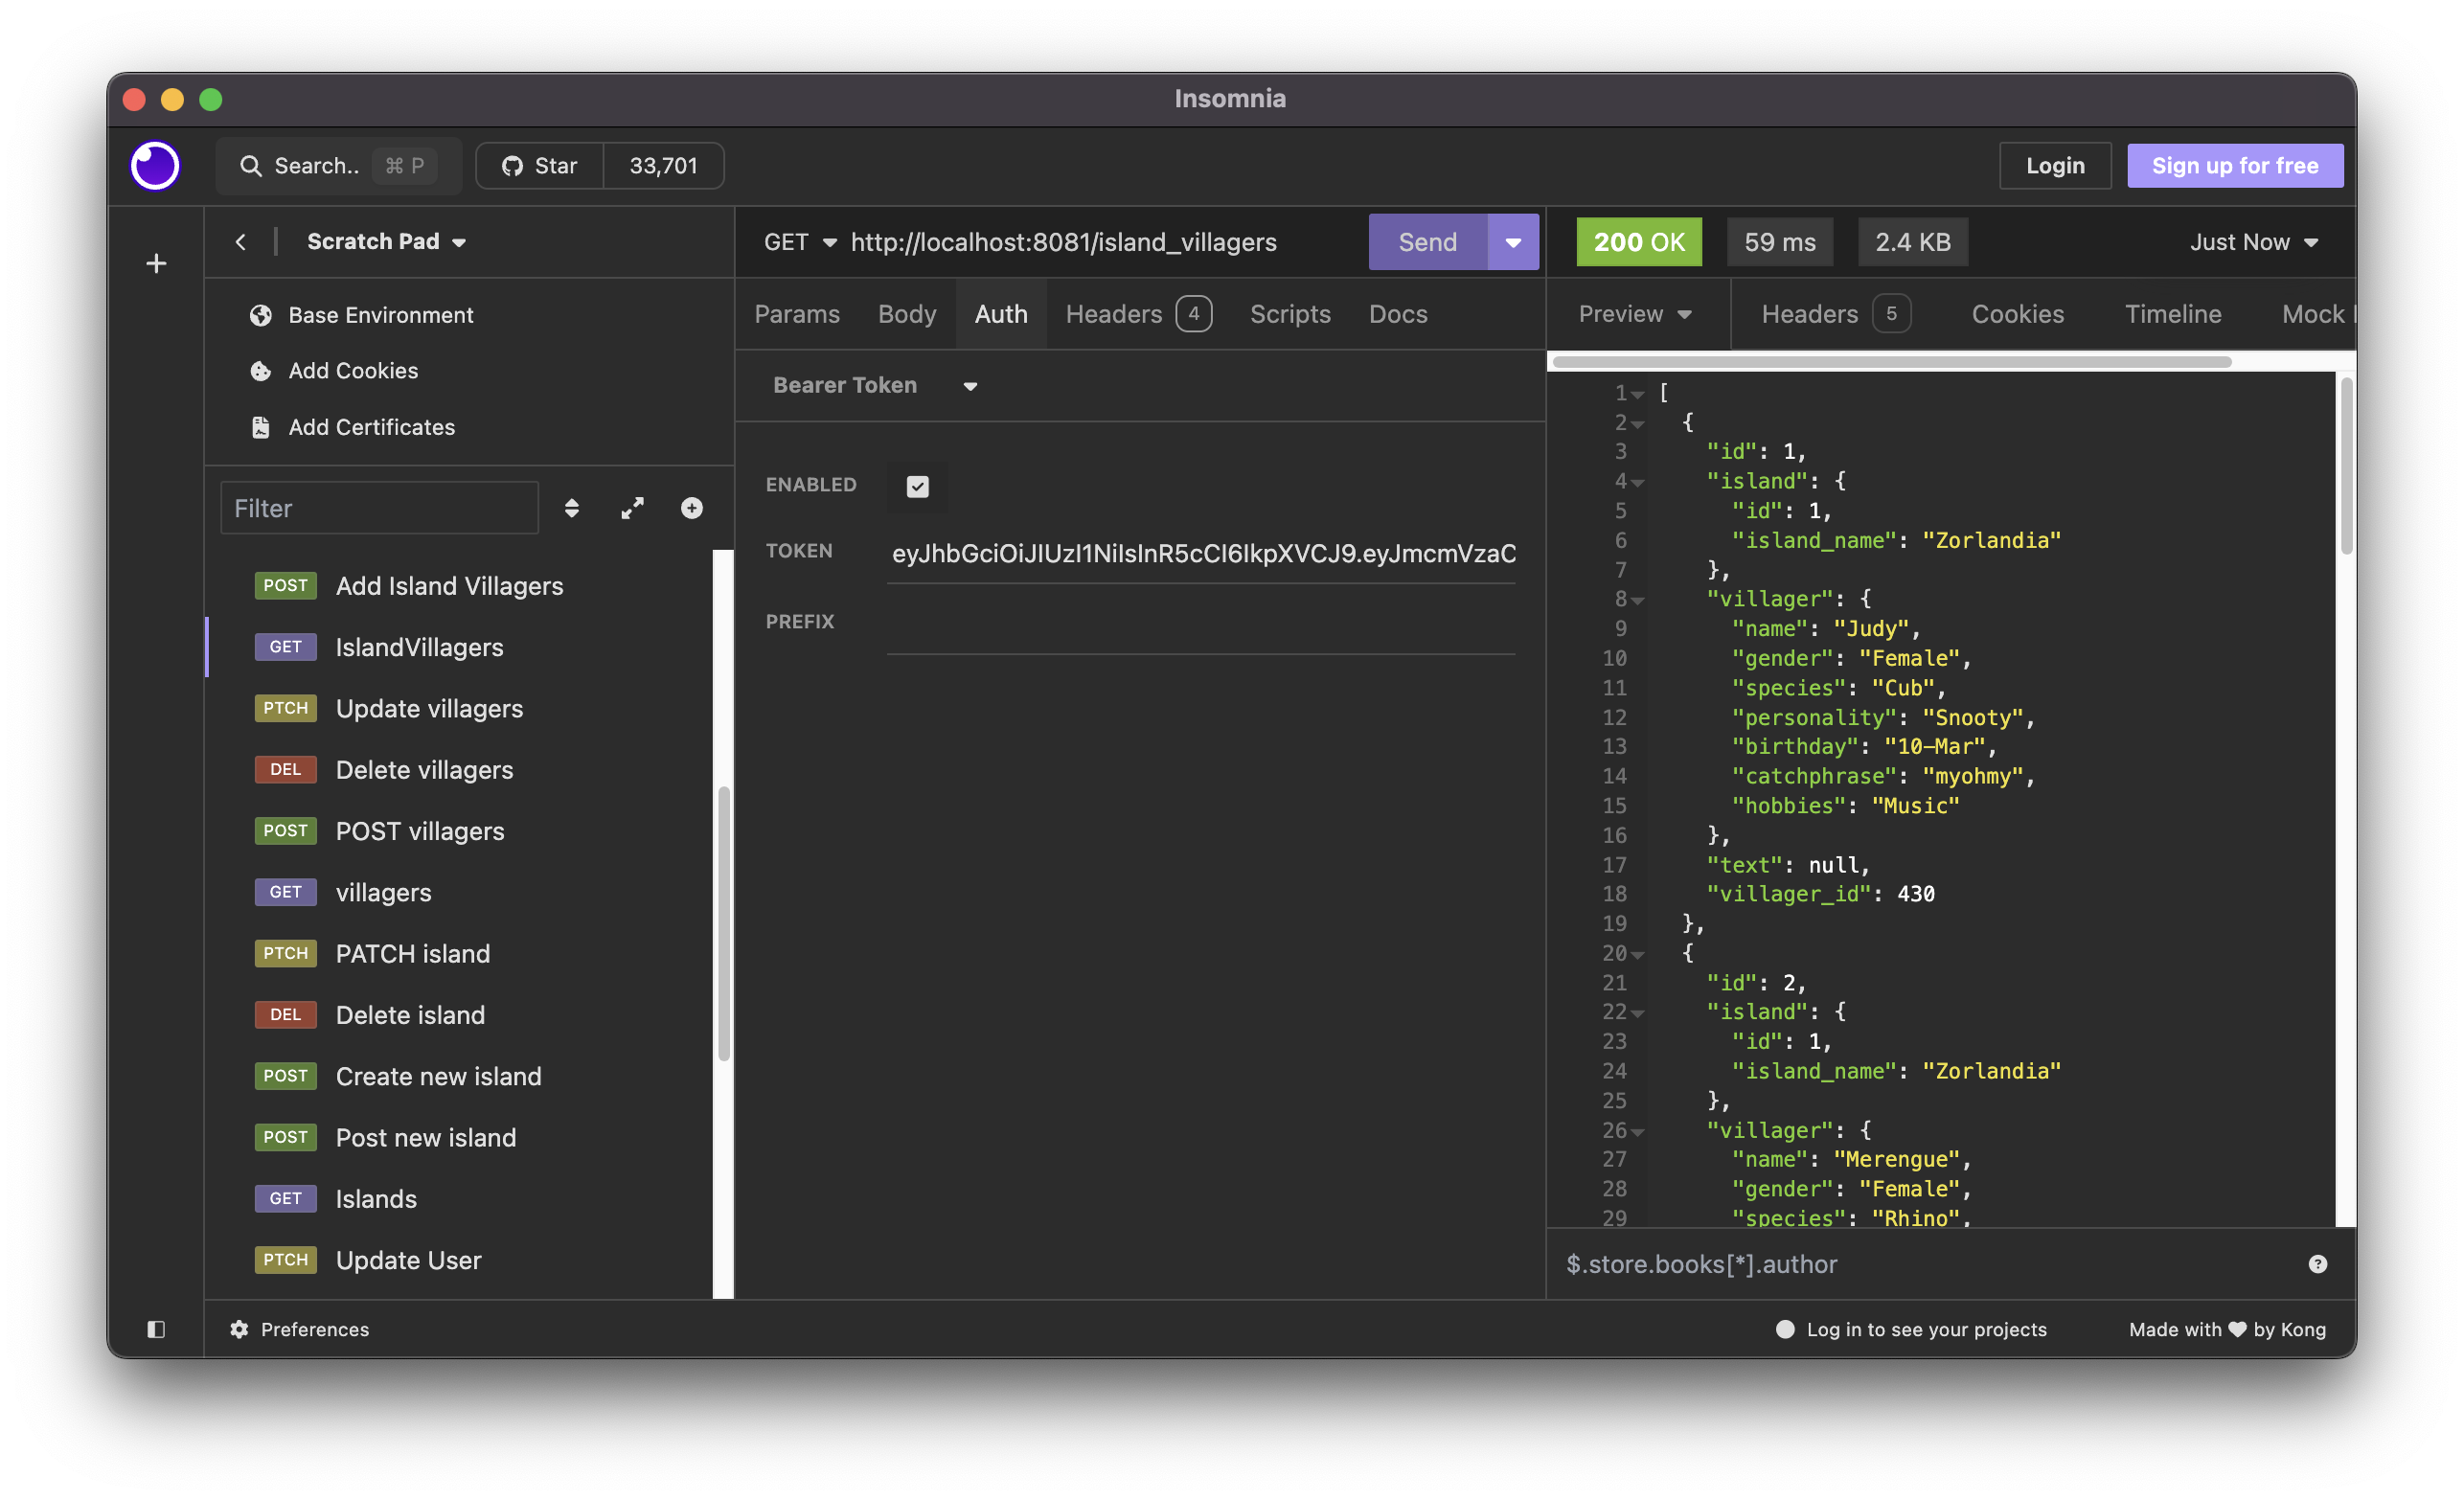 Insomnia
Search.. ⌘ P
Star 33,701
Login
Sign up for free
Scratch Pad
Base Environment
Add Cookies
Add Certificates
Filter
POST Add Island Villagers
GET IslandVillagers
PTCH Update villagers
DEL Delete villagers
POST POST villagers
GET villagers
PTCH PATCH island
DEL Delete island
POST Create new island
POST Post new island
GET Islands
PTCH Update User
Preferences
GET http://localhost:8081/island_villagers
Send
Params Body Auth Headers 4 Scripts Docs
Bearer Token
ENABLED
TOKEN eyJhbGciOiJIUzI1NiIsInR5cCI6IkpXVCJ9.eyJmcmVzaC
PREFIX
200 OK 59 ms 2.4 KB Just Now
Preview Headers 5 Cookies Timeline Mock
1 [
2 {
3 "id": 1,
4 "island": {
5 "id": 1,
6 "island_name": "Zorlandia"
7 },
8 "villager": {
9 "name": "Judy",
10 "gender": "Female",
11 "species": "Cub",
12 "personality": "Snooty",
13 "birthday": "10-Mar",
14 "catchphrase": "myohmy",
15 "hobbies": "Music"
16 },
17 "text": null,
18 "villager_id": 430
19 },
20 {
21 "id": 2,
22 "island": {
23 "id": 1,
24 "island_name": "Zorlandia"
25 },
26 "villager": {
27 "name": "Merengue",
28 "gender": "Female",
29 "species": "Rhino",
$.store.books[*].author
Log in to see your projects
Made with ♥ by Kong